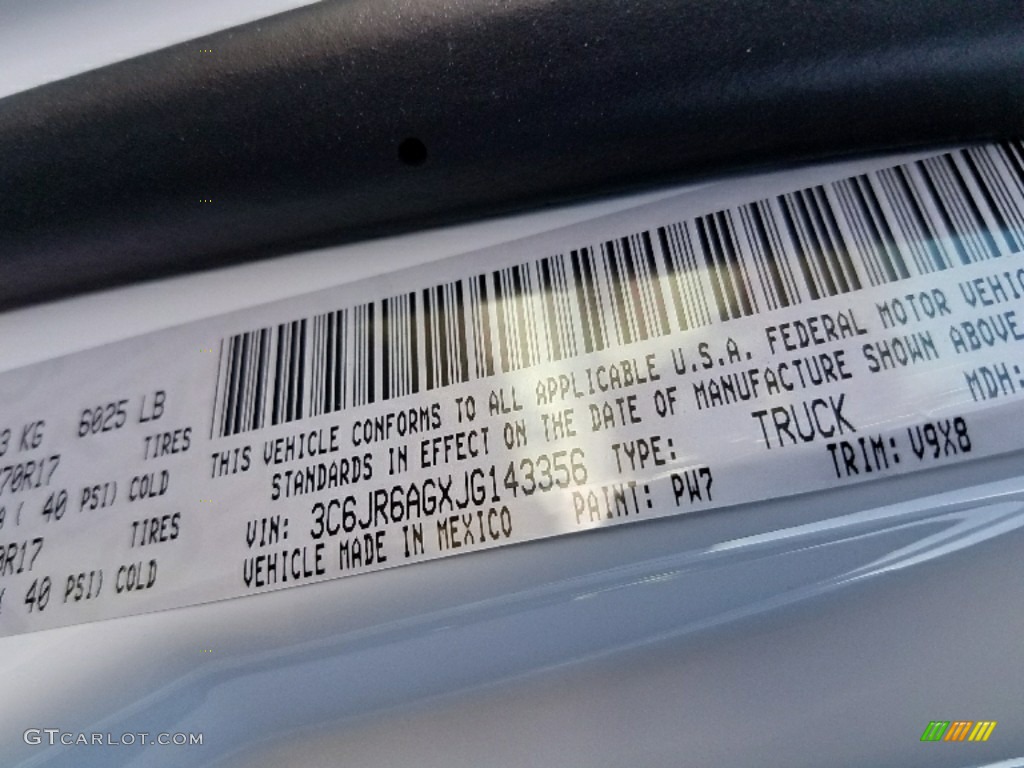 3 KG 6025 LB
70R17 TIRES
( 40 PSI) COLD
R17 TIRES
( 40 PSI) COLD
THIS VEHICLE CONFORMS TO ALL APPLICABLE U.S.A. FEDERAL MOTOR VEHIC
STANDARDS IN EFFECT ON THE DATE OF MANUFACTURE SHOWN ABOVE
MDH:
VIN: 3C6JR6AGXJG143356 TYPE: TRUCK
VEHICLE MADE IN MEXICO PAINT: PW7 TRIM: V9X8
GTCARLOT.COM